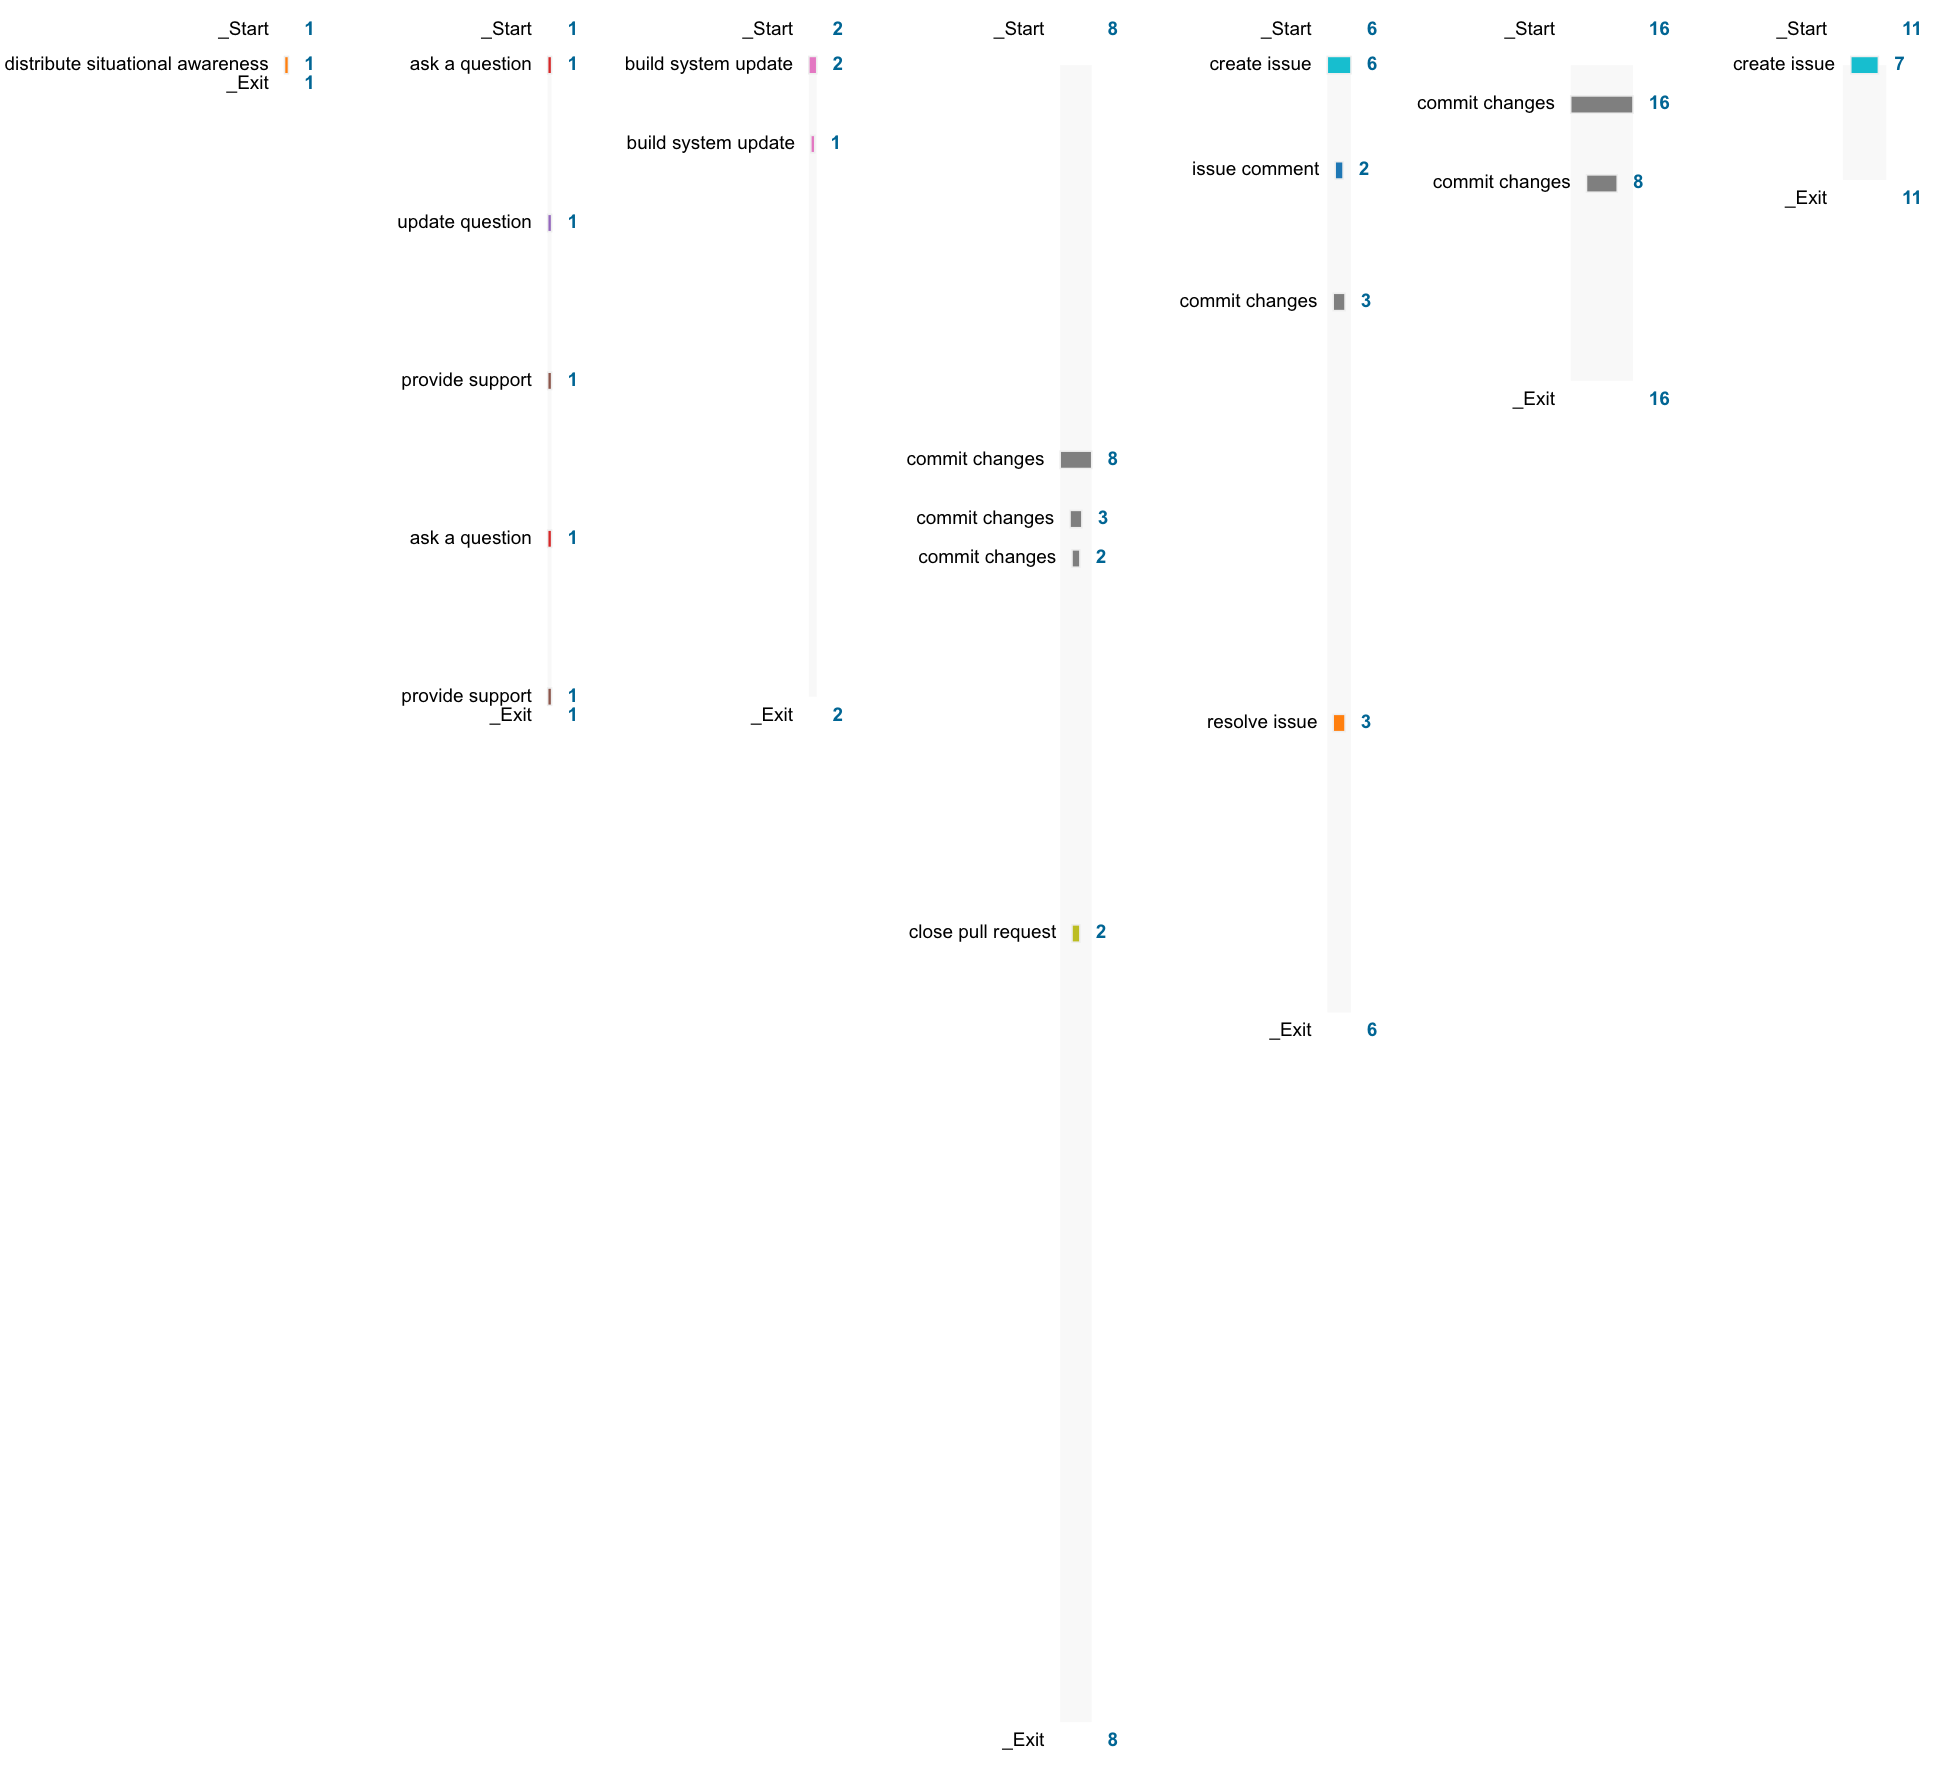 _Start 1
distribute situational awareness 1
_Exit 1
_Start 1
ask a question 1
update question 1
provide support 1
ask a question 1
provide support 1
_Exit 1
_Start 2
build system update 2
build system update 1
_Exit 2
_Start 8
commit changes 8
commit changes 3
commit changes 2
close pull request 2
_Exit 8
_Start 6
create issue 6
issue comment 2
commit changes 3
resolve issue 3
_Exit 6
_Start 16
commit changes 16
commit changes 8
_Exit 16
_Start 11
create issue 7
_Exit 11